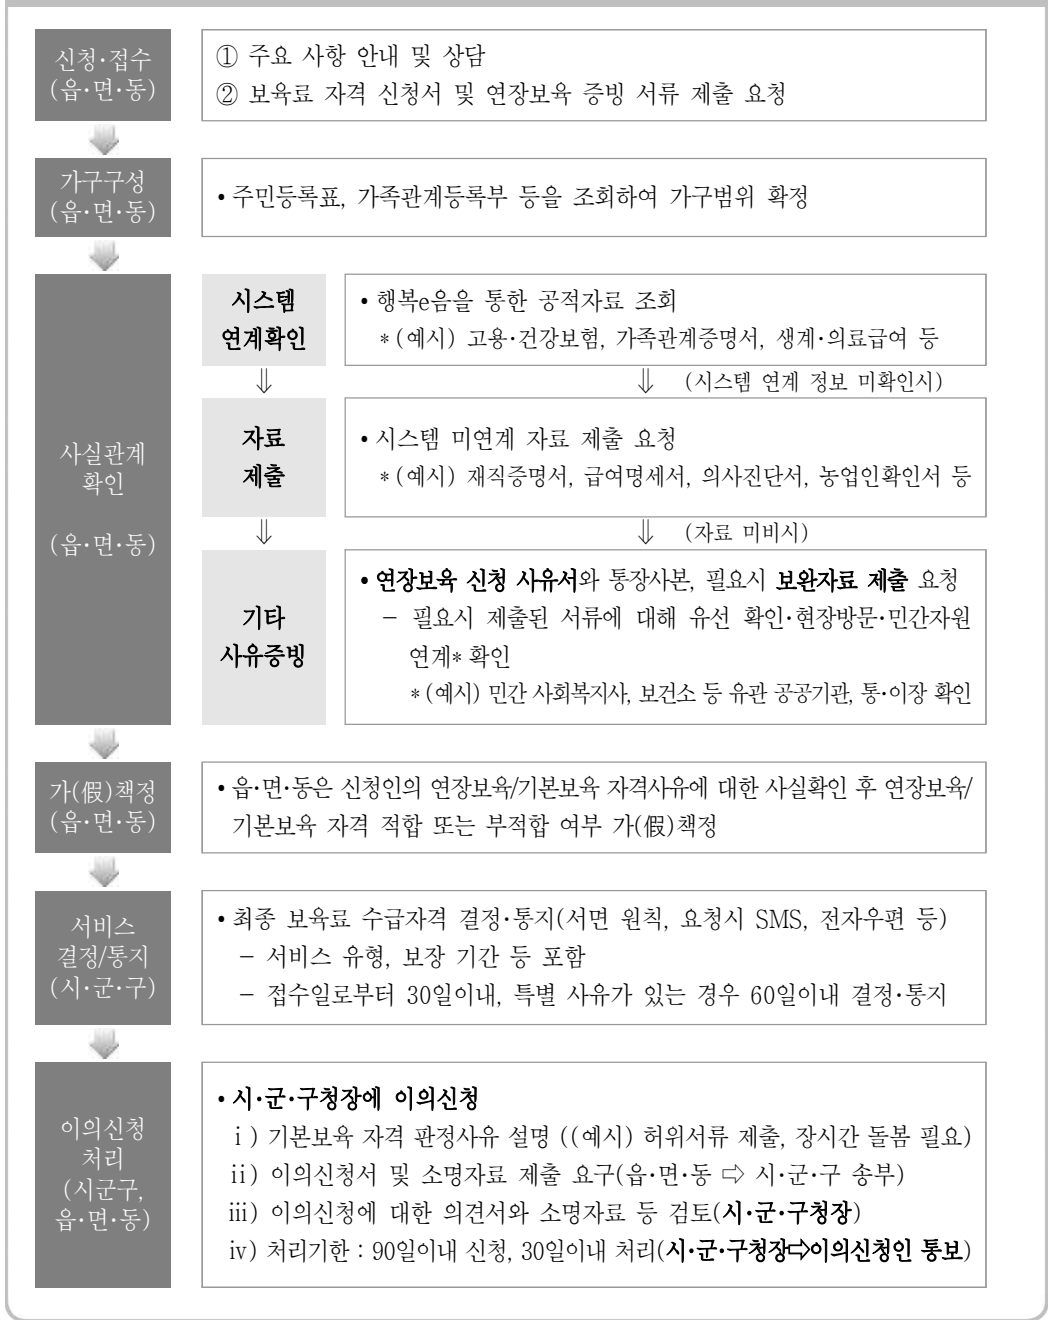 신청·접수
(읍·면·동)
① 주요 사항 안내 및 상담
② 보육료 자격 신청서 및 연장보육 증빙 서류 제출 요청
가구구성
(읍·면·동)
• 주민등록표, 가족관계등록부 등을 조회하여 가구범위 확정
사실관계
확인
(읍·면·동)
시스템
연계확인
• 행복e음을 통한 공적자료 조회
* (예시) 고용·건강보험, 가족관계증명서, 생계·의료급여 등
⇓
⇓ (시스템 연계 정보 미확인시)
자료
제출
• 시스템 미연계 자료 제출 요청
* (예시) 재직증명서, 급여명세서, 의사진단서, 농업인확인서 등
⇓
⇓ (자료 미비시)
기타
사유증빙
• 연장보육 신청 사유서와 통장사본, 필요시 보완자료 제출 요청
- 필요시 제출된 서류에 대해 유선 확인·현장방문·민간자원
연계* 확인
* (예시) 민간 사회복지사, 보건소 등 유관 공공기관, 통·이장 확인
가(假)책정
(읍·면·동)
• 읍·면·동은 신청인의 연장보육/기본보육 자격사유에 대한 사실확인 후 연장보육/
기본보육 자격 적합 또는 부적합 여부 가(假)책정
서비스
결정/통지
(시·군·구)
• 최종 보육료 수급자격 결정·통지(서면 원칙, 요청시 SMS, 전자우편 등)
- 서비스 유형, 보장 기간 등 포함
- 접수일로부터 30일이내, 특별 사유가 있는 경우 60일이내 결정·통지
이의신청
처리
(시군구,
읍·면·동)
• 시·군·구청장에 이의신청
ⅰ) 기본보육 자격 판정사유 설명 ((예시) 허위서류 제출, 장시간 돌봄 필요)
ⅱ) 이의신청서 및 소명자료 제출 요구(읍·면·동 ⇨ 시·군·구 송부)
ⅲ) 이의신청에 대한 의견서와 소명자료 등 검토(시·군·구청장)
ⅳ) 처리기한 : 90일이내 신청, 30일이내 처리(시·군·구청장⇨이의신청인 통보)